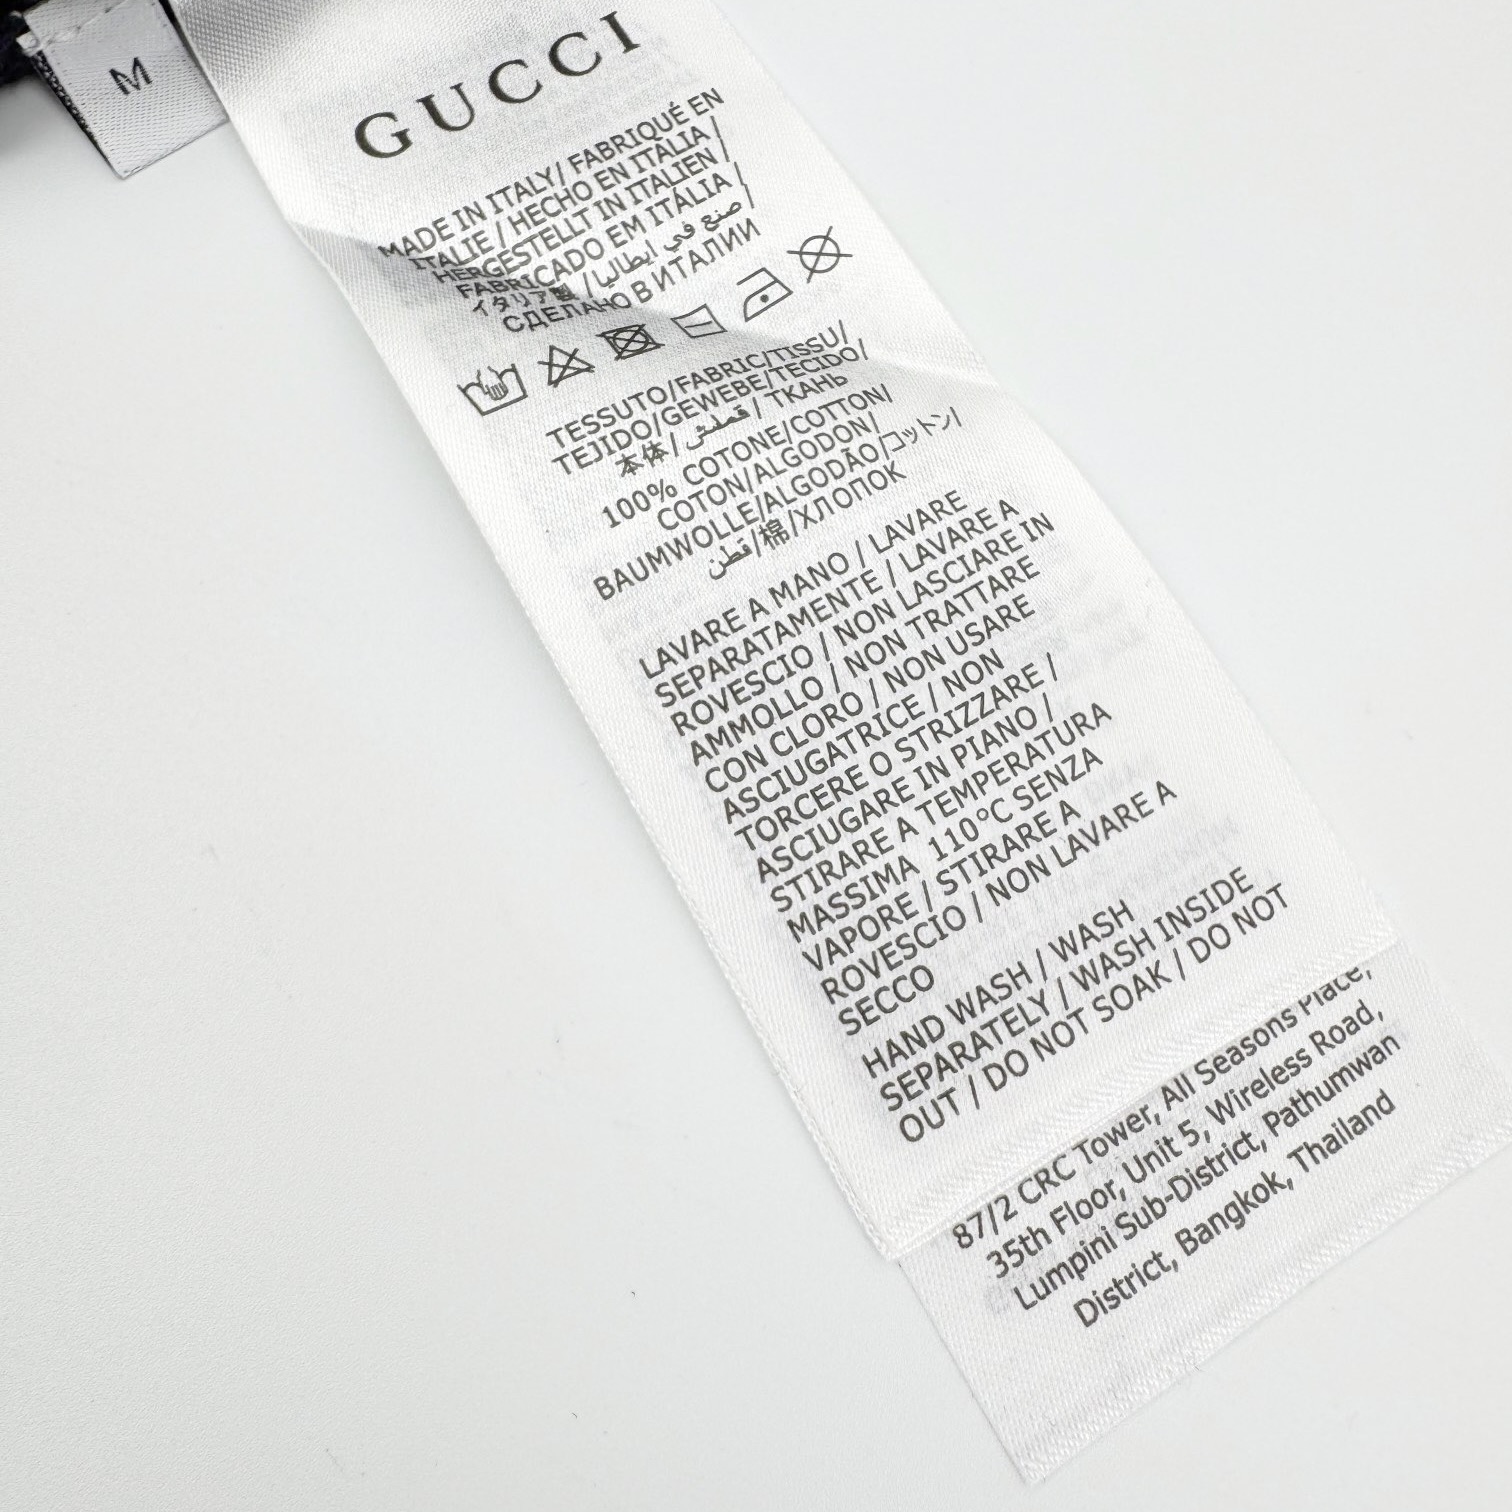 M
GUCCI
MADE IN ITALY/ FABRIQUÉ EN
ITALIE / HECHO EN ITALIA /
HERGESTELLT IN ITALIEN /
FABRICADO EM ITÁLIA /
イタリア製 / صنع في ايطاليا /
СДЕЛАНО В ИТАЛИИ
TESSUTO/FABRIC/TISSU/
TEJIDO/GEWEBE/TECIDO/
本体/ قملش / ТКАНЬ
100% COTONE/COTTON/
COTON/ALGODON/
BAUMWOLLE/ALGODÃO/コットン/
قطن/棉/ХЛОПОК
LAVARE A MANO / LAVARE
SEPARATAMENTE / LAVARE A
ROVESCIO / NON LASCIARE IN
AMMOLLO / NON TRATTARE
CON CLORO / NON USARE
ASCIUGATRICE / NON
TORCERE O STRIZZARE /
ASCIUGARE IN PIANO /
STIRARE A TEMPERATURA
MASSIMA 110°C SENZA
VAPORE / STIRARE A
ROVESCIO / NON LAVARE A
SECCO
HAND WASH / WASH
SEPARATELY / WASH INSIDE
OUT / DO NOT SOAK / DO NOT
87/2 CRC Tower, All Seasons Place,
35th Floor, Unit 5, Wireless Road,
Lumpini Sub-District, Pathumwan
District, Bangkok, Thailand